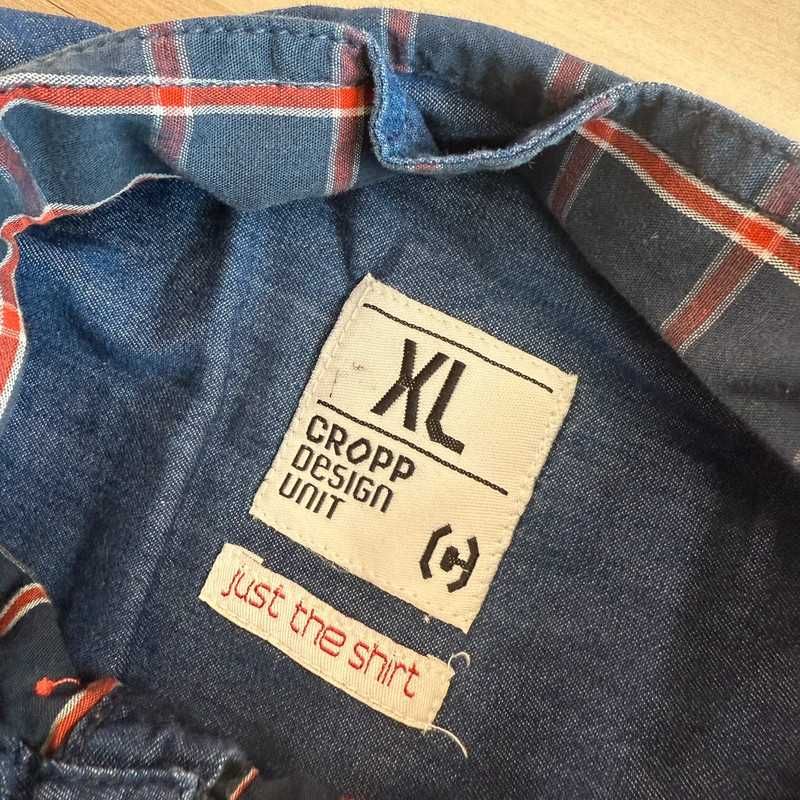 XL
CROPP
DESIGN
UNIT
(C)
just the shirt